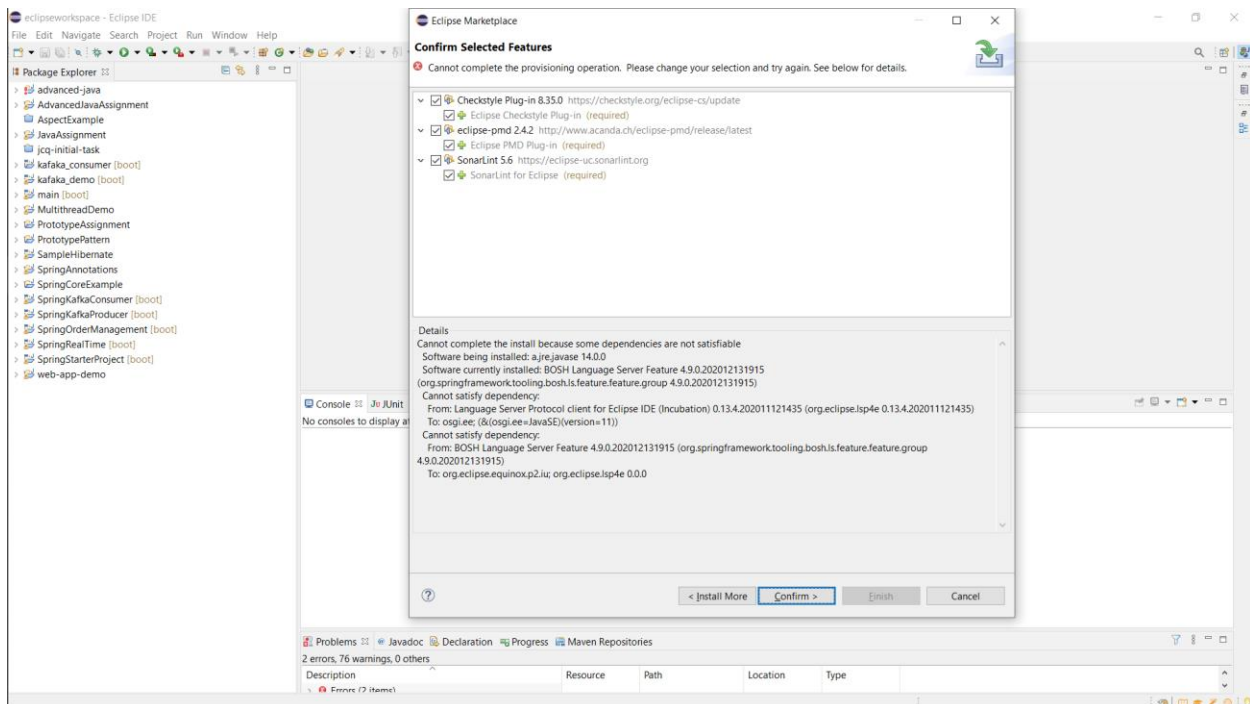 eclipseworkspace - Eclipse IDE
File Edit Navigate Search Project Run Window Help
Package Explorer
advanced-java
AdvancedJavaAssignment
AspectExample
JavaAssignment
jcq-initial-task
kafaka_consumer [boot]
kafaka_demo [boot]
main [boot]
MultithreadDemo
PrototypeAssignment
PrototypePattern
SampleHibernate
SpringAnnotations
SpringCoreExample
SpringKafkaConsumer [boot]
SpringKafkaProducer [boot]
SpringOrderManagement [boot]
SpringRealTime [boot]
SpringStarterProject [boot]
web-app-demo
Eclipse Marketplace
Confirm Selected Features
Cannot complete the provisioning operation. Please change your selection and try again. See below for details.
Checkstyle Plug-in 8.35.0 https://checkstyle.org/eclipse-cs/update
Eclipse Checkstyle Plug-in (required)
eclipse-pmd 2.4.2 http://www.acanda.ch/eclipse-pmd/release/latest
Eclipse PMD Plug-in (required)
SonarLint 5.6 https://eclipse-uc.sonarlint.org
SonarLint for Eclipse (required)
Details
Cannot complete the install because some dependencies are not satisfiable
Software being installed: a.jre.javase 14.0.0
Software currently installed: BOSH Language Server Feature 4.9.0.202012131915
(org.springframework.tooling.bosh.ls.feature.feature.group 4.9.0.202012131915)
Cannot satisfy dependency:
From: Language Server Protocol client for Eclipse IDE (Incubation) 0.13.4.202011121435 (org.eclipse.lsp4e 0.13.4.202011121435)
To: osgi.ee; (&(osgi.ee=JavaSE)(version=11))
Cannot satisfy dependency:
From: BOSH Language Server Feature 4.9.0.202012131915 (org.springframework.tooling.bosh.ls.feature.feature.group
4.9.0.202012131915)
To: org.eclipse.equinox.p2.iu; org.eclipse.lsp4e 0.0.0
< Install More Confirm > Finish Cancel
Console JUnit
No consoles to display a
Problems Javadoc Declaration Progress Maven Repositories
2 errors, 76 warnings, 0 others
Description Resource Path Location Type
Errors (2 items)